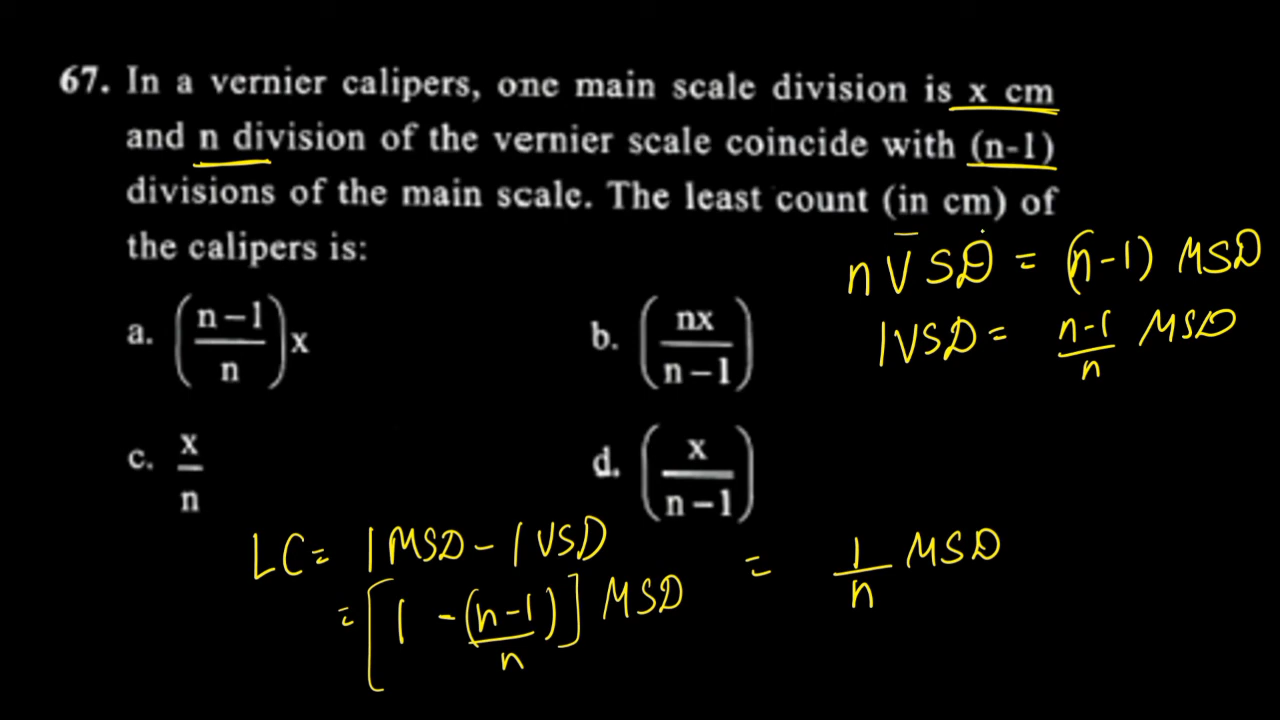 67. In a vernier calipers, one main scale division is x cm
and n division of the vernier scale coincide with (n-1)
divisions of the main scale. The least count (in cm) of
the calipers is:
n VSD = (n-1) MSD
1VSD = n-1/n MSD
a. (n-1/n)x b. (nx/n-1)
c. x/n d. (x/n-1)
LC = 1 MSD - 1 VSD
= [1 - (n-1/n)] MSD = 1/n MSD